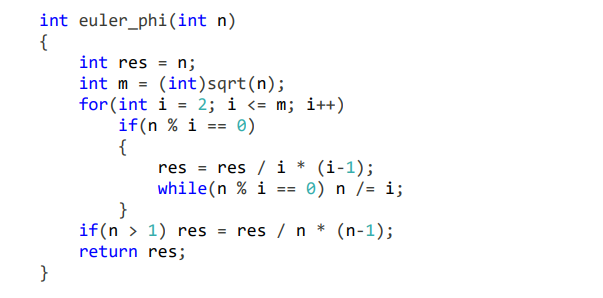 int euler_phi(int n)
{
    int res = n;
    int m = (int)sqrt(n);
    for(int i = 2; i <= m; i++)
        if(n % i == 0)
        {
            res = res / i * (i-1);
            while(n % i == 0) n /= i;
        }
    if(n > 1) res = res / n * (n-1);
    return res;
}